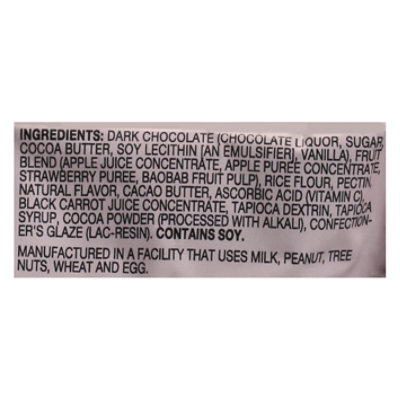 INGREDIENTS: DARK CHOCOLATE (CHOCOLATE LIQUOR, SUGAR,
COCOA BUTTER, SOY LECITHIN [AN EMULSIFIER], VANILLA), FRUIT
BLEND (APPLE JUICE CONCENTRATE, APPLE PUREE CONCENTRATE,
STRAWBERRY PUREE, BAOBAB FRUIT PULP), RICE FLOUR, PECTIN,
NATURAL FLAVOR, CACAO BUTTER, ASCORBIC ACID (VITAMIN C),
BLACK CARROT JUICE CONCENTRATE, TAPIOCA DEXTRIN, TAPIOCA
SYRUP, COCOA POWDER (PROCESSED WITH ALKALI), CONFECTION-
ER'S GLAZE (LAC-RESIN). CONTAINS SOY.
MANUFACTURED IN A FACILITY THAT USES MILK, PEANUT, TREE
NUTS, WHEAT AND EGG.